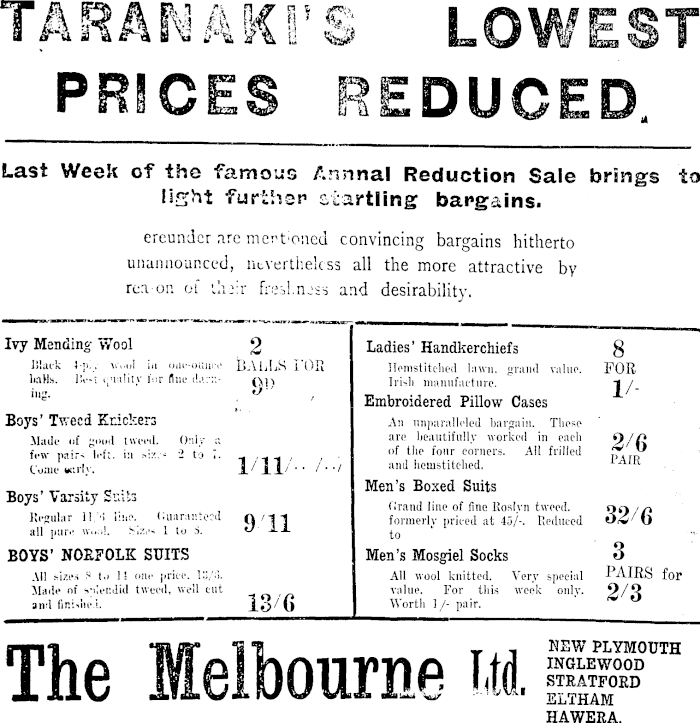 TARANAKI'S LOWEST
PRICES REDUCED.
Last Week of the famous Annnal Reduction Sale brings to
light further startling bargains.
ereunder are mentioned convincing bargains hitherto
unannounced, nevertheless all the more attractive by
reason of their freshness and desirability.
Ivy Mending Wool
Black 4-ply wool in one-ounce
balls. Best quality for fine darn-
ing.
2
BALLS FOR
9D
Boys' Tweed Knickers
Made of good tweed. Only a
few pairs left, in sizes 2 to 7.
Come early.
1/11/
Boys' Varsity Suits
Regular 11/6 line. Guaranteed
all pure wool. Sizes 1 to 8.
9/11
BOYS' NORFOLK SUITS
All sizes 8 to 14 one price,
Made of splendid tweed, well cut
and finished.
13/6
Ladies' Handkerchiefs
Hemstitched lawn, grand value.
Irish manufacture.
8
FOR
1/-
Embroidered Pillow Cases
An unparalleled bargain. These
are beautifully worked in each
of the four corners. All frilled
and hemstitched.
2/6
PAIR
Men's Boxed Suits
Grand line of fine Roslyn tweed.
formerly priced at 45/-. Reduced
to
32/6
Men's Mosgiel Socks
All wool knitted. Very special
value. For this week only.
Worth 1/- pair.
3
PAIRS for
2/3
The Melbourne Ltd.
NEW PLYMOUTH
INGLEWOOD
STRATFORD
ELTHAM
HAWERA.